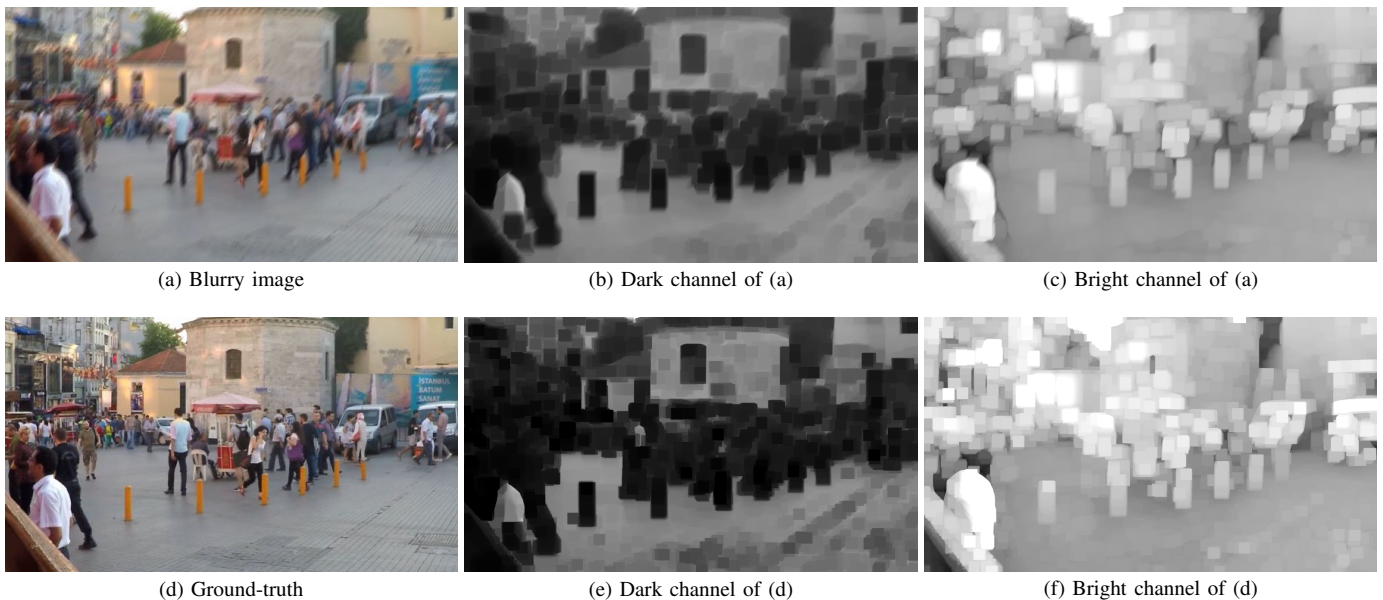 (a) Blurry image
(b) Dark channel of (a)
(c) Bright channel of (a)
ISTANBUL
BATUM
SANAT
(d) Ground-truth
(e) Dark channel of (d)
(f) Bright channel of (d)